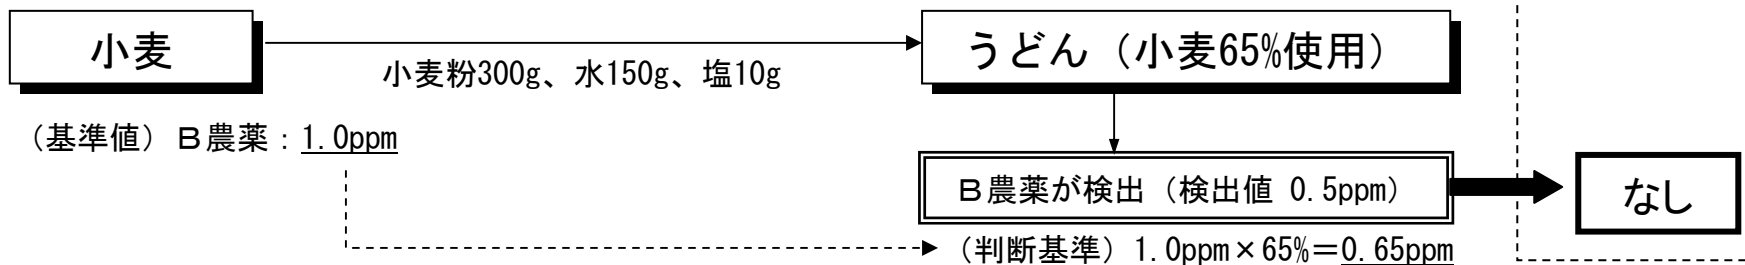 小麦
うどん（小麦65%使用）
小麦粉300g、水150g、塩10g
（基準値）Ｂ農薬：1.0ppm
Ｂ農薬が検出（検出値 0.5ppm）
なし
（判断基準）1.0ppm×65%＝0.65ppm